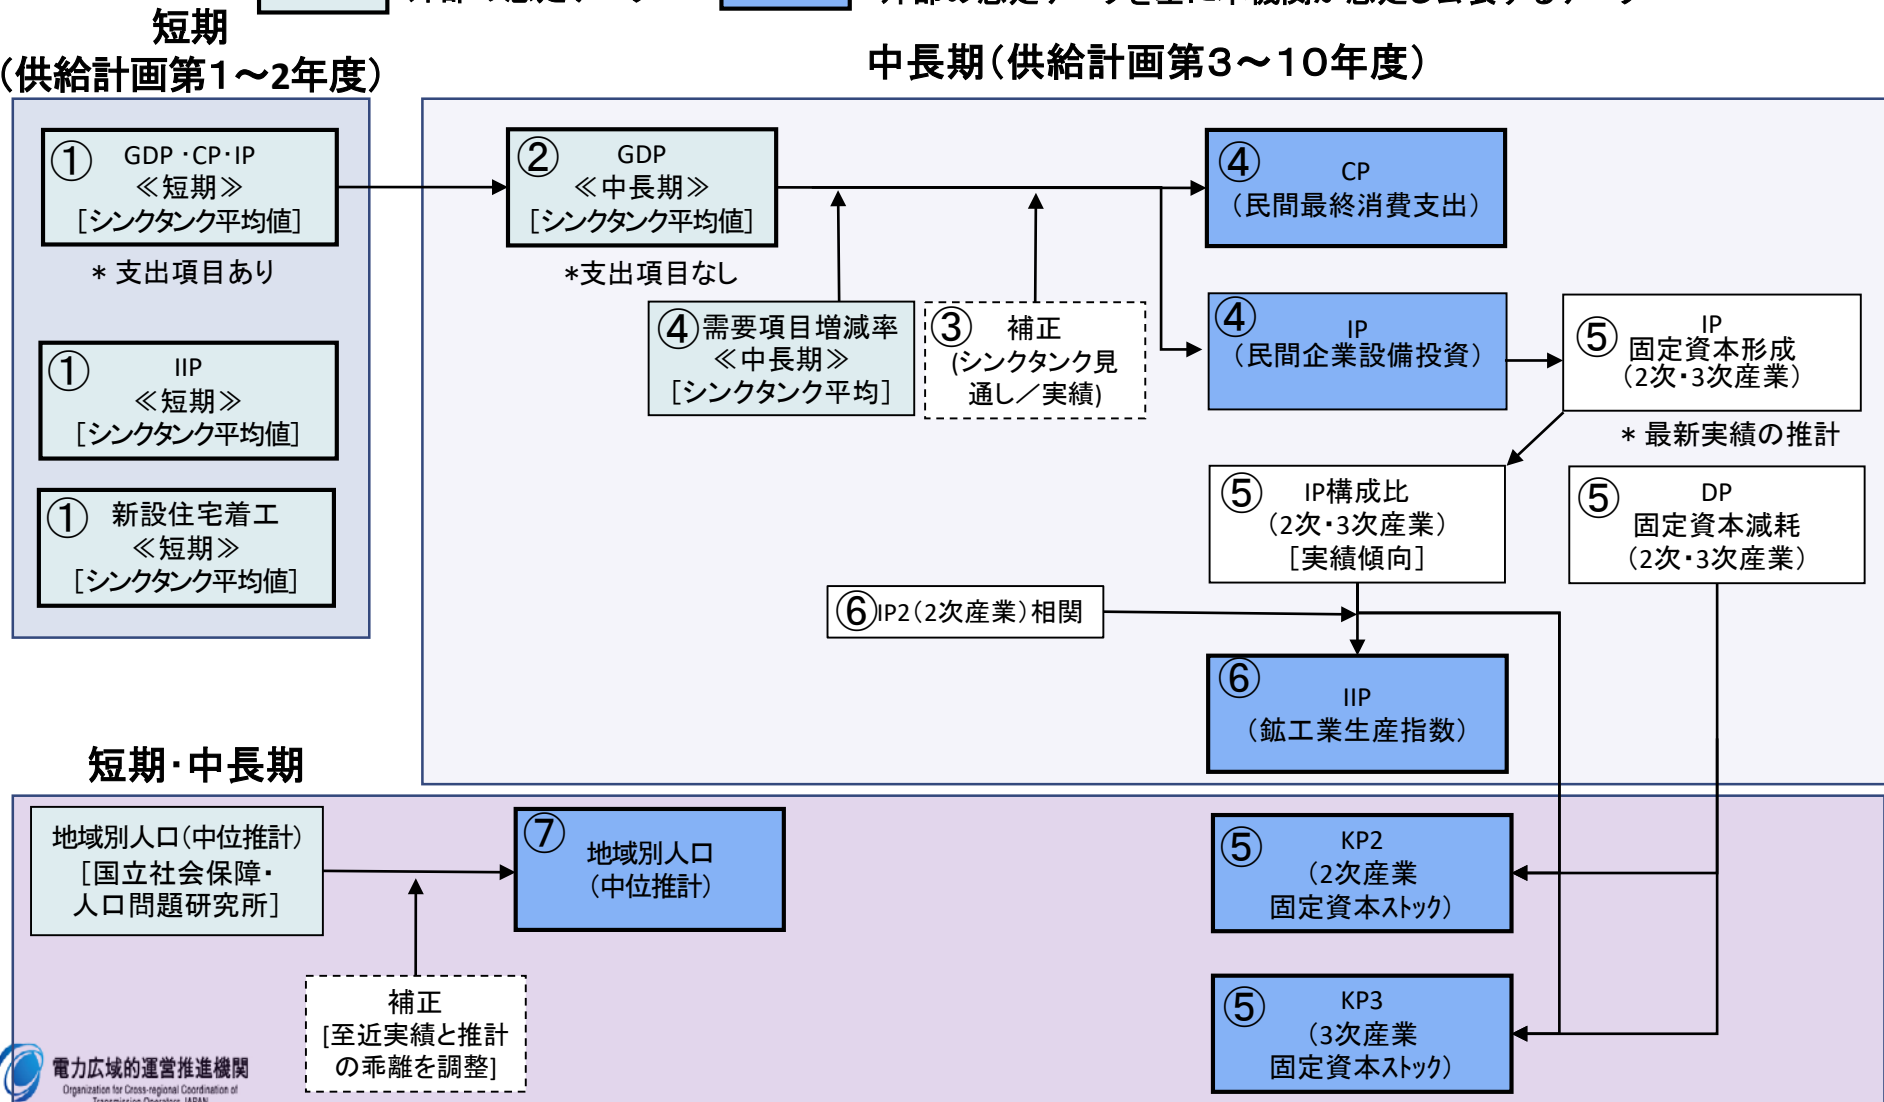 短期
（供給計画第１～2年度）
中長期（供給計画第３～１０年度）
① GDP・CP・IP
≪短期≫
［シンクタンク平均値］
* 支出項目あり
① IIP
≪短期≫
［シンクタンク平均値］
① 新設住宅着工
≪短期≫
［シンクタンク平均値］
② GDP
≪中長期≫
［シンクタンク平均値］
*支出項目なし
④ 需要項目増減率
≪中長期≫
［シンクタンク平均］
③ 補正
(シンクタンク見
通し／実績)
④ CP
（民間最終消費支出）
④ IP
（民間企業設備投資）
⑤ IP
固定資本形成
（2次・3次産業）
* 最新実績の推計
⑤ IP構成比
（2次・3次産業）
［実績傾向］
⑤ DP
固定資本減耗
（2次・3次産業）
⑥IP2（2次産業）相関
⑥ IIP
（鉱工業生産指数）
短期・中長期
地域別人口（中位推計）
［国立社会保障・
人口問題研究所］
⑦ 地域別人口
（中位推計）
補正
[至近実績と推計
の乖離を調整]
⑤ KP2
（2次産業
固定資本ストック）
⑤ KP3
（3次産業
固定資本ストック）
電力広域的運営推進機関
Organization for Cross-regional Coordination of
Transmission Operators, JAPAN